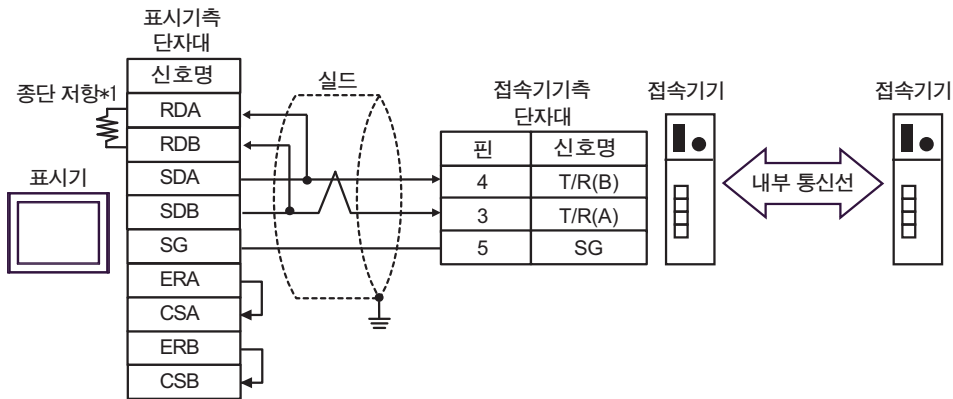 표시기측
단자대
신호명
종단 저항*1
RDA
RDB
SDA
SDB
SG
ERA
CSA
ERB
CSB
표시기
실드
접속기기측
단자대
핀 신호명
4 T/R(B)
3 T/R(A)
5 SG
접속기기
내부 통신선
접속기기